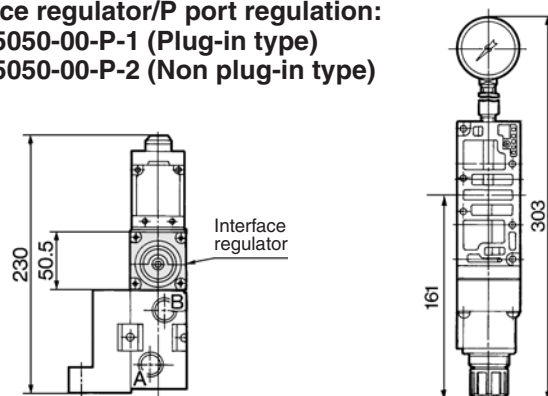 ce regulator/P port regulation:
5050-00-P-1 (Plug-in type)
5050-00-P-2 (Non plug-in type)
Interface
regulator
230
50.5
B
A
303
161